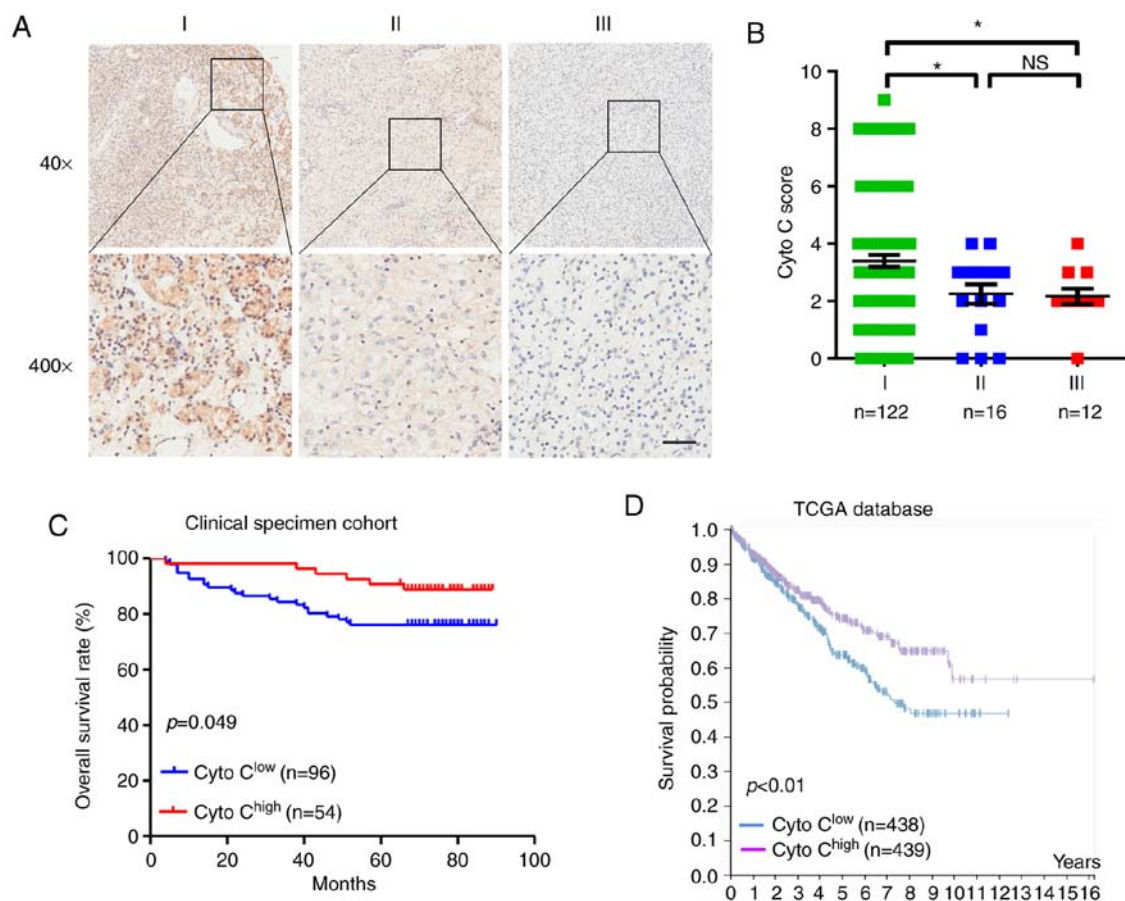 A
I
II
III
40×
400×
B
*
*
NS
Cyto C score
10
8
6
4
2
0
I
II
III
n=122
n=16
n=12
C
Clinical specimen cohort
Overall survival rate (%)
100
80
60
40
20
0
p=0.049
Cyto C^low (n=96)
Cyto C^high (n=54)
0 20 40 60 80 100
Months
D
TCGA database
Survival probability
1.0
0.9
0.8
0.7
0.6
0.5
0.4
0.3
0.2
0.1
0.0
p<0.01
Cyto C^low (n=438)
Cyto C^high (n=439)
Years
0 1 2 3 4 5 6 7 8 9 10 11 12 13 14 15 16